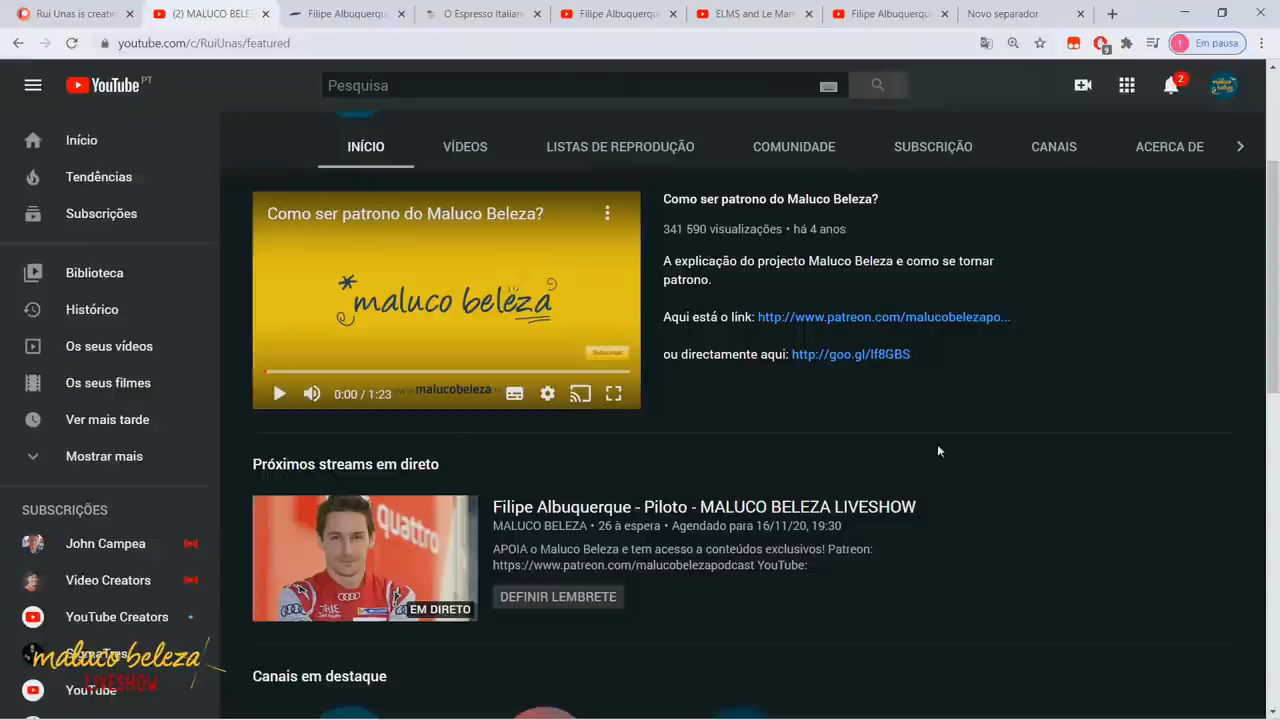 Rui Unas is creatin
(2) MALUCO BELE
Filipe Albuquerqu
O Espresso Italian
Filipe Albuquerq
ELMS and Le Man
Filipe Albuquerq
Novo separador
youtube.com/c/RuiUnas/featured
9
Em pausa
YouTube PT
Pesquisa
2
Início
Tendências
Subscrições
Biblioteca
Histórico
Os seus vídeos
Os seus filmes
Ver mais tarde
Mostrar mais
SUBSCRIÇÕES
John Campea
Video Creators
YouTube Creators
SigmaTres
YouTube
maluco beleza
LIVESHOW
INÍCIO
VÍDEOS
LISTAS DE REPRODUÇÃO
COMUNIDADE
SUBSCRIÇÃO
CANAIS
ACERCA DE
Como ser patrono do Maluco Beleza?
maluco beleza
malucobeleza
0:00 / 1:23
Como ser patrono do Maluco Beleza?
341 590 visualizações • há 4 anos
A explicação do projecto Maluco Beleza e como se tornar
patrono.
Aqui está o link: http://www.patreon.com/malucobelezapo...
ou directamente aqui: http://goo.gl/lf8GBS
Próximos streams em direto
quattro
EM DIRETO
Filipe Albuquerque - Piloto - MALUCO BELEZA LIVESHOW
MALUCO BELEZA • 26 à espera • Agendado para 16/11/20, 19:30
APOIA o Maluco Beleza e tem acesso a conteúdos exclusivos! Patreon:
https://www.patreon.com/malucobelezapodcast YouTube:
DEFINIR LEMBRETE
Canais em destaque